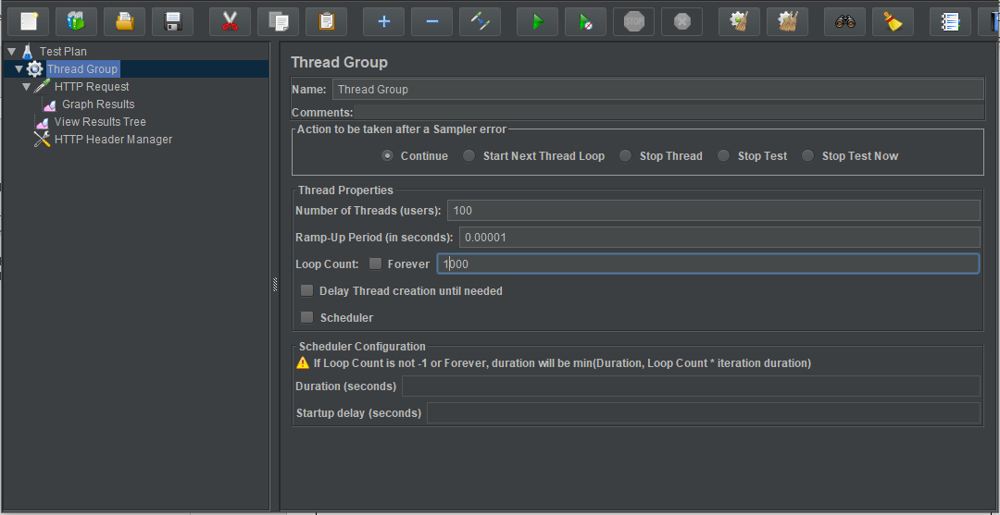 Test Plan
Thread Group
HTTP Request
Graph Results
View Results Tree
HTTP Header Manager
Thread Group
Name: Thread Group
Comments:
Action to be taken after a Sampler error
Continue Start Next Thread Loop Stop Thread Stop Test Stop Test Now
Thread Properties
Number of Threads (users): 100
Ramp-Up Period (in seconds): 0.00001
Loop Count: Forever 1000
Delay Thread creation until needed
Scheduler
Scheduler Configuration
If Loop Count is not -1 or Forever, duration will be min(Duration, Loop Count * iteration duration)
Duration (seconds)
Startup delay (seconds)